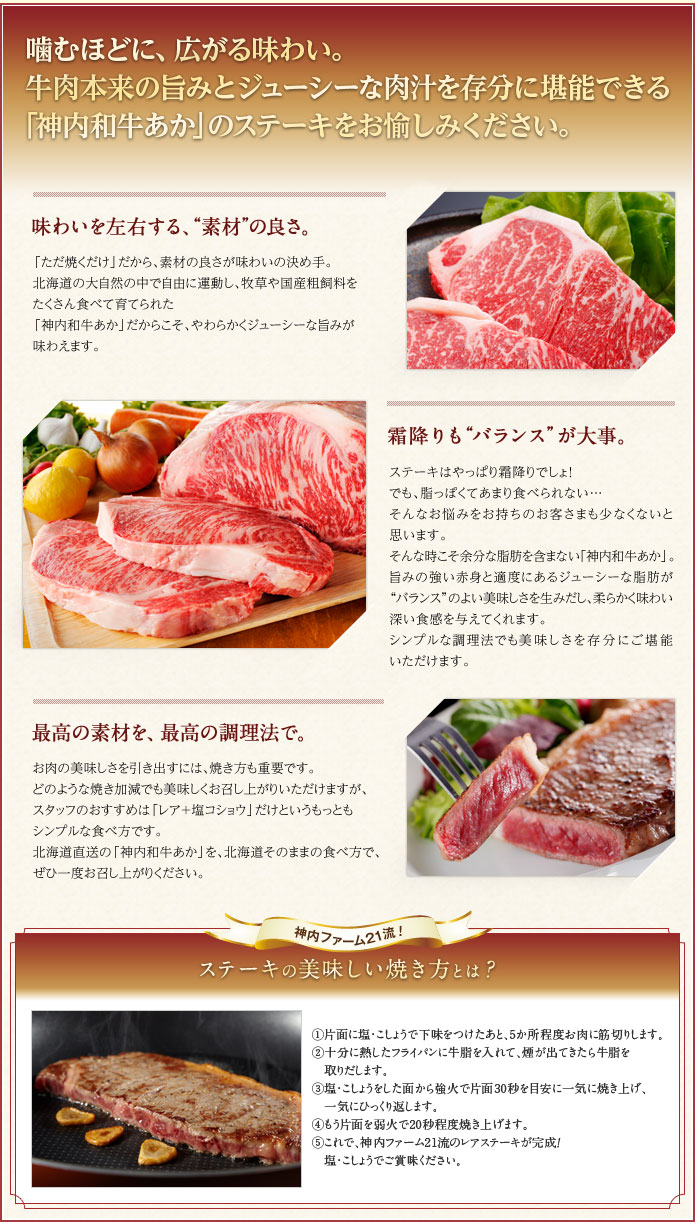 噛むほどに、広がる味わい。
牛肉本来の旨みとジューシーな肉汁を存分に堪能できる
「神内和牛あか」のステーキをお愉しみください。
味わいを左右する、“素材”の良さ。
「ただ焼くだけ」だから、素材の良さが味わいの決め手。
北海道の大自然の中で自由に運動し、牧草や国産粗飼料を
たくさん食べて育てられた
「神内和牛あか」だからこそ、やわらかくジューシーな旨みが
味わえます。
霜降りも“バランス”が大事。
ステーキはやっぱり霜降りでしょ！
でも、脂っぽくてあまり食べられない…
そんなお悩みをお持ちのお客さまも少なくないと
思います。
そんな時こそ余分な脂肪を含まない「神内和牛あか」。
旨みの強い赤身と適度にあるジューシーな脂肪が
“バランス”のよい美味しさを生みだし、柔らかく味わい
深い食感を与えてくれます。
シンプルな調理法でも美味しさを存分にご堪能
いただけます。
最高の素材を、最高の調理法で。
お肉の美味しさを引き出すには、焼き方も重要です。
どのような焼き加減でも美味しくお召し上がりいただけますが、
スタッフのおすすめは「レア＋塩コショウ」だけというもっとも
シンプルな食べ方です。
北海道直送の「神内和牛あか」を、北海道そのままの食べ方で、
ぜひ一度お召し上がりください。
神内ファーム21流！
ステーキの美味しい焼き方とは？
①片面に塩・こしょうで下味をつけたあと、5か所程度お肉に筋切りします。
②十分に熱したフライパンに牛脂を入れて、煙が出てきたら牛脂を
取りだします。
③塩・こしょうをした面から強火で片面30秒を目安に一気に焼き上げ、
一気にひっくり返します。
④もう片面を弱火で20秒程度焼き上げます。
⑤これで、神内ファーム21流のレアステーキが完成！
塩・こしょうでご賞味ください。